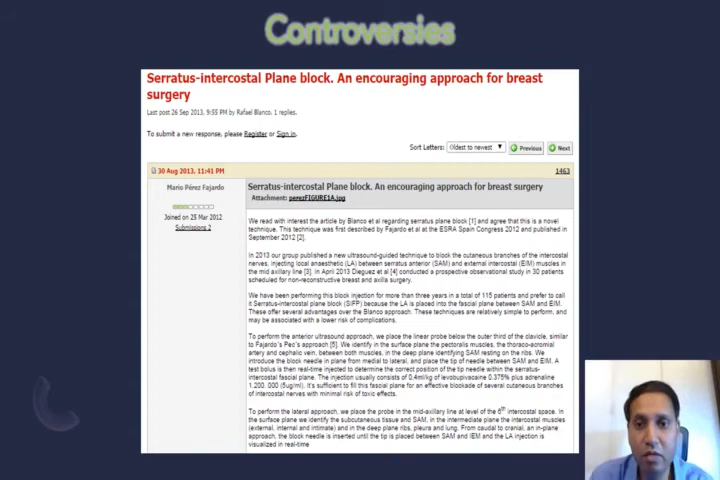 Controversies
Serratus-intercostal Plane block. An encouraging approach for breast
surgery
Last post 26 Sep 2013, 9:55 PM by Rafael Blanco. 1 replies.
To submit a new response, please Register or Sign in.
Sort Letters: Oldest to newest Previous Next
30 Aug 2013, 11:41 PM 1463
Mario Pérez Fajardo
Joined on 25 Mar 2012
Submissions 2
Serratus-intercostal Plane block. An encouraging approach for breast surgery
Attachment: perezFIGURE1A.jpg
We read with interest the article by Blanco et al regarding serratus plane block [1] and agree that this is a novel
technique. This technique was first described by Fajardo et al at the ESRA Spain Congress 2012 and published in
September 2012 [2].
In 2013 our group published a new ultrasound-guided technique to block the cutaneous branches of the intercostal
nerves, injecting local anaesthetic (LA) between serratus anterior (SAM) and external intercostal (EIM) muscles in
the mid axillary line [3]. in April 2013 Dieguez et al [4] conducted a prospective observational study in 30 patients
scheduled for non-reconstructive breast and axilla surgery.
We have been performing this block injection for more than three years in a total of 115 patients and prefer to call
it Serratus-intercostal plane block (SIFP) because the LA is placed into the fascial plane between SAM and EIM.
These offer several advantages over the Blanco approach. These techniques are relatively simple to perform, and
may be associated with a lower risk of complications.
To perform the anterior ultrasound approach, we place the linear probe below the outer third of the clavicle, similar
to Fajardo's Pec's approach [5]. We identify in the surface plane the pectoralis muscles, the thoraco-acromial
artery and cephalic vein, between both muscles, in the deep plane identifying SAM resting on the ribs. We
introduce the block needle in plane from medial to lateral, and place the tip of needle between SAM and EIM. A
test bolus is then real-time injected to determine the correct position of the tip needle within the serratus-
intercostal fascial plane. The injection usually consists of 0.4ml/kg of levobupivacaine 0.375% plus adrenaline
1.200. 000 (5ug/ml). It's sufficient to fill this fascial plane for an effective blockade of several cutaneous branches
of intercostal nerves with minimal risk of toxic effects.
To perform the lateral approach, we place the probe in the mid-axillary line at level of the 6th intercostal space. In
the surface plane we identify the subcutaneous tissue and SAM, in the intermediate plane the intercostal muscles
(external, internal and intimate) and in the deep plane ribs, pleura and lung. From caudal to cranial, an in-plane
approach, the block needle is inserted until the tip is placed between SAM and IEM and the LA injection is
visualized in real-time